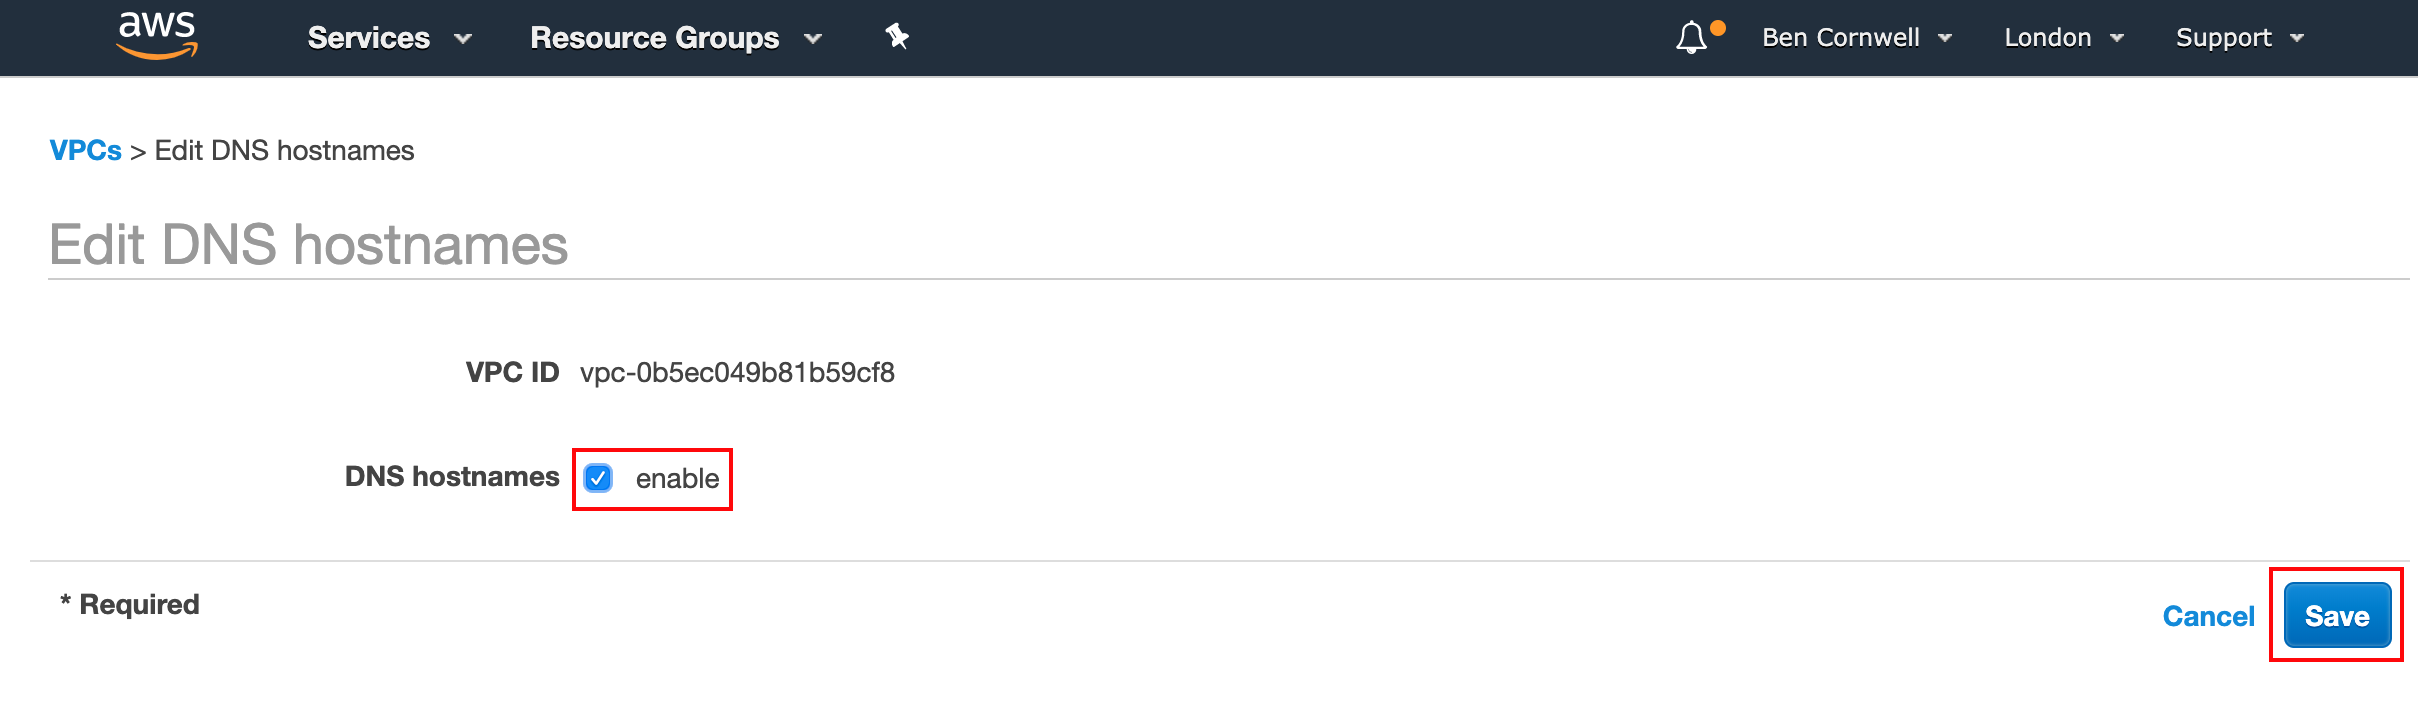 aws Services Resource Groups Ben Cornwell London Support
VPCs > Edit DNS hostnames
Edit DNS hostnames
VPC ID vpc-0b5ec049b81b59cf8
DNS hostnames enable
* Required
Cancel Save